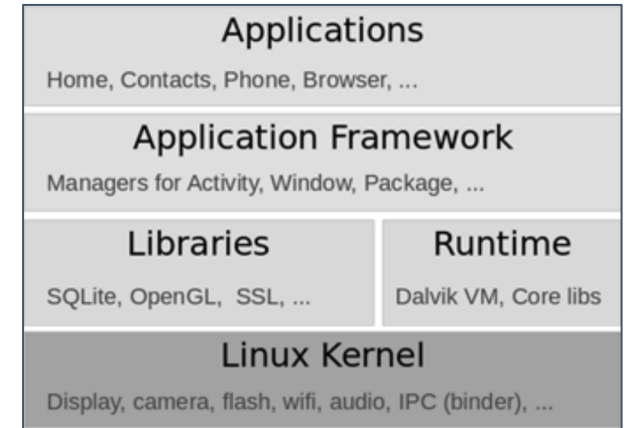 Applications
Home, Contacts, Phone, Browser, ...
Application Framework
Managers for Activity, Window, Package, ...
Libraries
SQLite, OpenGL, SSL, ...
Runtime
Dalvik VM, Core libs
Linux Kernel
Display, camera, flash, wifi, audio, IPC (binder), ...